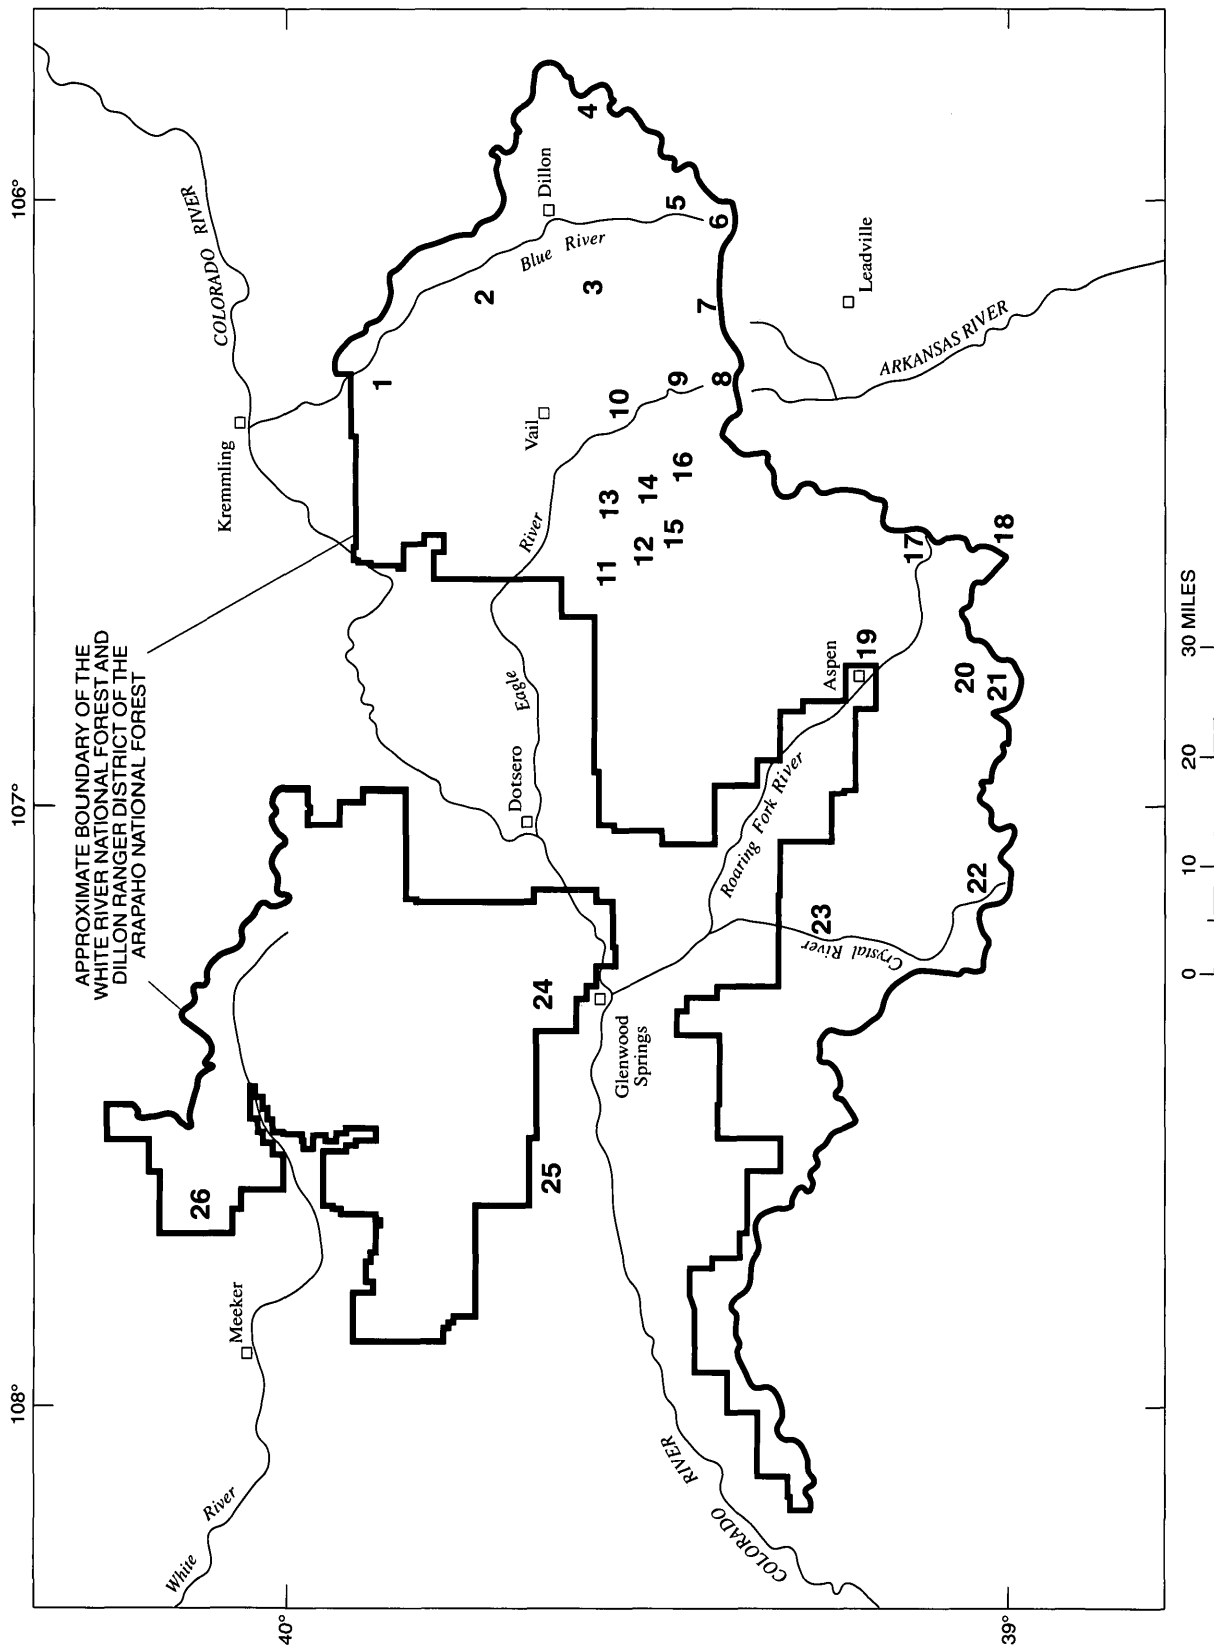 108°
107°
106°
APPROXIMATE BOUNDARY OF THE
WHITE RIVER NATIONAL FOREST AND
DILLON RANGER DISTRICT OF THE
ARAPAHO NATIONAL FOREST
White River
Meeker
26
40°
COLORADO RIVER
Kremmling
1
2
Dotsero
Eagle River
Vail
Blue River
Dillon
24
25
Glenwood
Springs
3
4
10
13
11
12
14
15
16
9
5
6
7
8
COLORADO RIVER
Roaring Fork River
Crystal River
23
Aspen
19
Leadville
ARKANSAS RIVER
17
18
20
21
22
39°
0 10 20 30 MILES